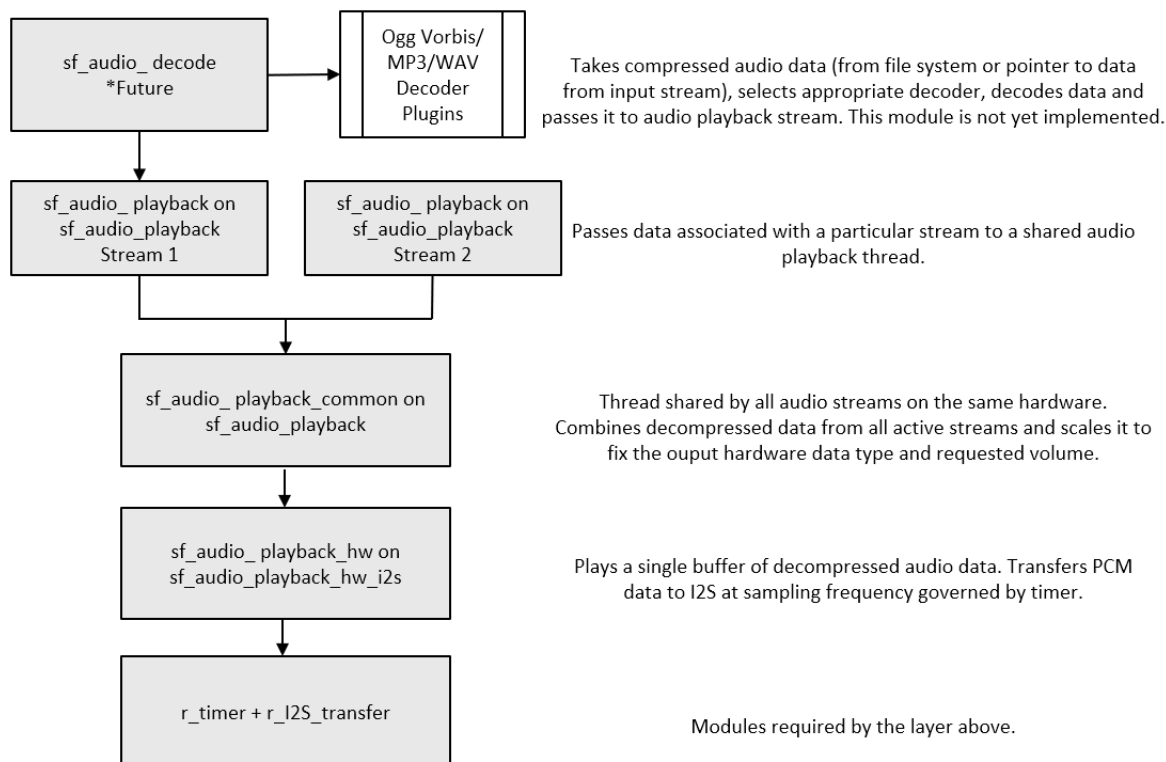 sf_audio_ decode
*Future
Ogg Vorbis/
MP3/WAV
Decoder
Plugins
Takes compressed audio data (from file system or pointer to data
from input stream), selects appropriate decoder, decodes data and
passes it to audio playback stream. This module is not yet implemented.
sf_audio_ playback on
sf_audio_playback
Stream 1
sf_audio_ playback on
sf_audio_playback
Stream 2
Passes data associated with a particular stream to a shared audio
playback thread.
sf_audio_ playback_common on
sf_audio_playback
Thread shared by all audio streams on the same hardware.
Combines decompressed data from all active streams and scales it to
fix the ouput hardware data type and requested volume.
sf_audio_ playback_hw on
sf_audio_playback_hw_i2s
Plays a single buffer of decompressed audio data. Transfers PCM
data to I2S at sampling frequency governed by timer.
r_timer + r_I2S_transfer
Modules required by the layer above.